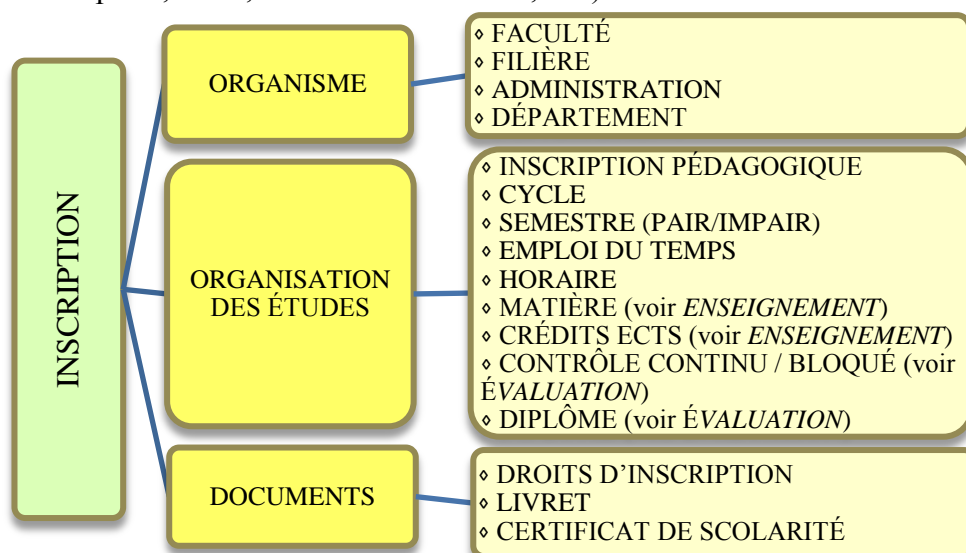 INSCRIPTION
ORGANISME
◊ FACULTÉ
◊ FILIÈRE
◊ ADMINISTRATION
◊ DÉPARTEMENT
ORGANISATION
DES ÉTUDES
◊ INSCRIPTION PÉDAGOGIQUE
◊ CYCLE
◊ SEMESTRE (PAIR/IMPAIR)
◊ EMPLOI DU TEMPS
◊ HORAIRE
◊ MATIÈRE (voir ENSEIGNEMENT)
◊ CRÉDITS ECTS (voir ENSEIGNEMENT)
◊ CONTRÔLE CONTINU / BLOQUÉ (voir
ÉVALUATION)
◊ DIPLÔME (voir ÉVALUATION)
DOCUMENTS
◊ DROITS D'INSCRIPTION
◊ LIVRET
◊ CERTIFICAT DE SCOLARITÉ